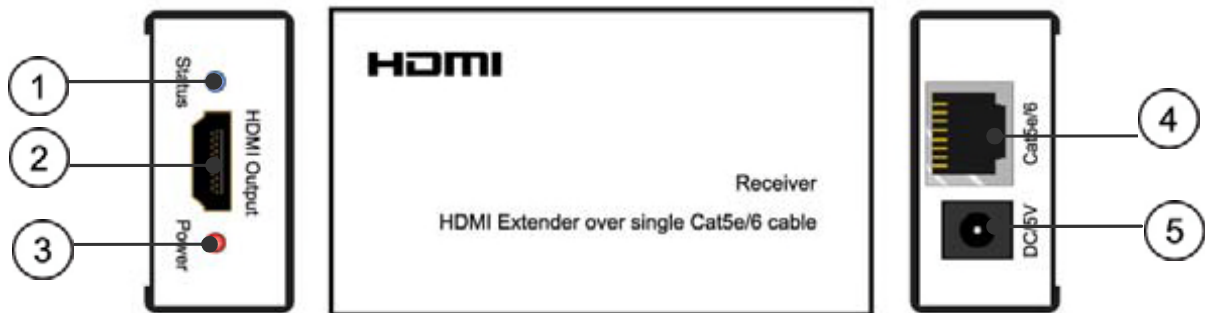 1
Status
2
HDMI Output
3
Power
HDMI
Receiver
HDMI Extender over single Cat5e/6 cable
4
Cat5e/6
5
DC/5V